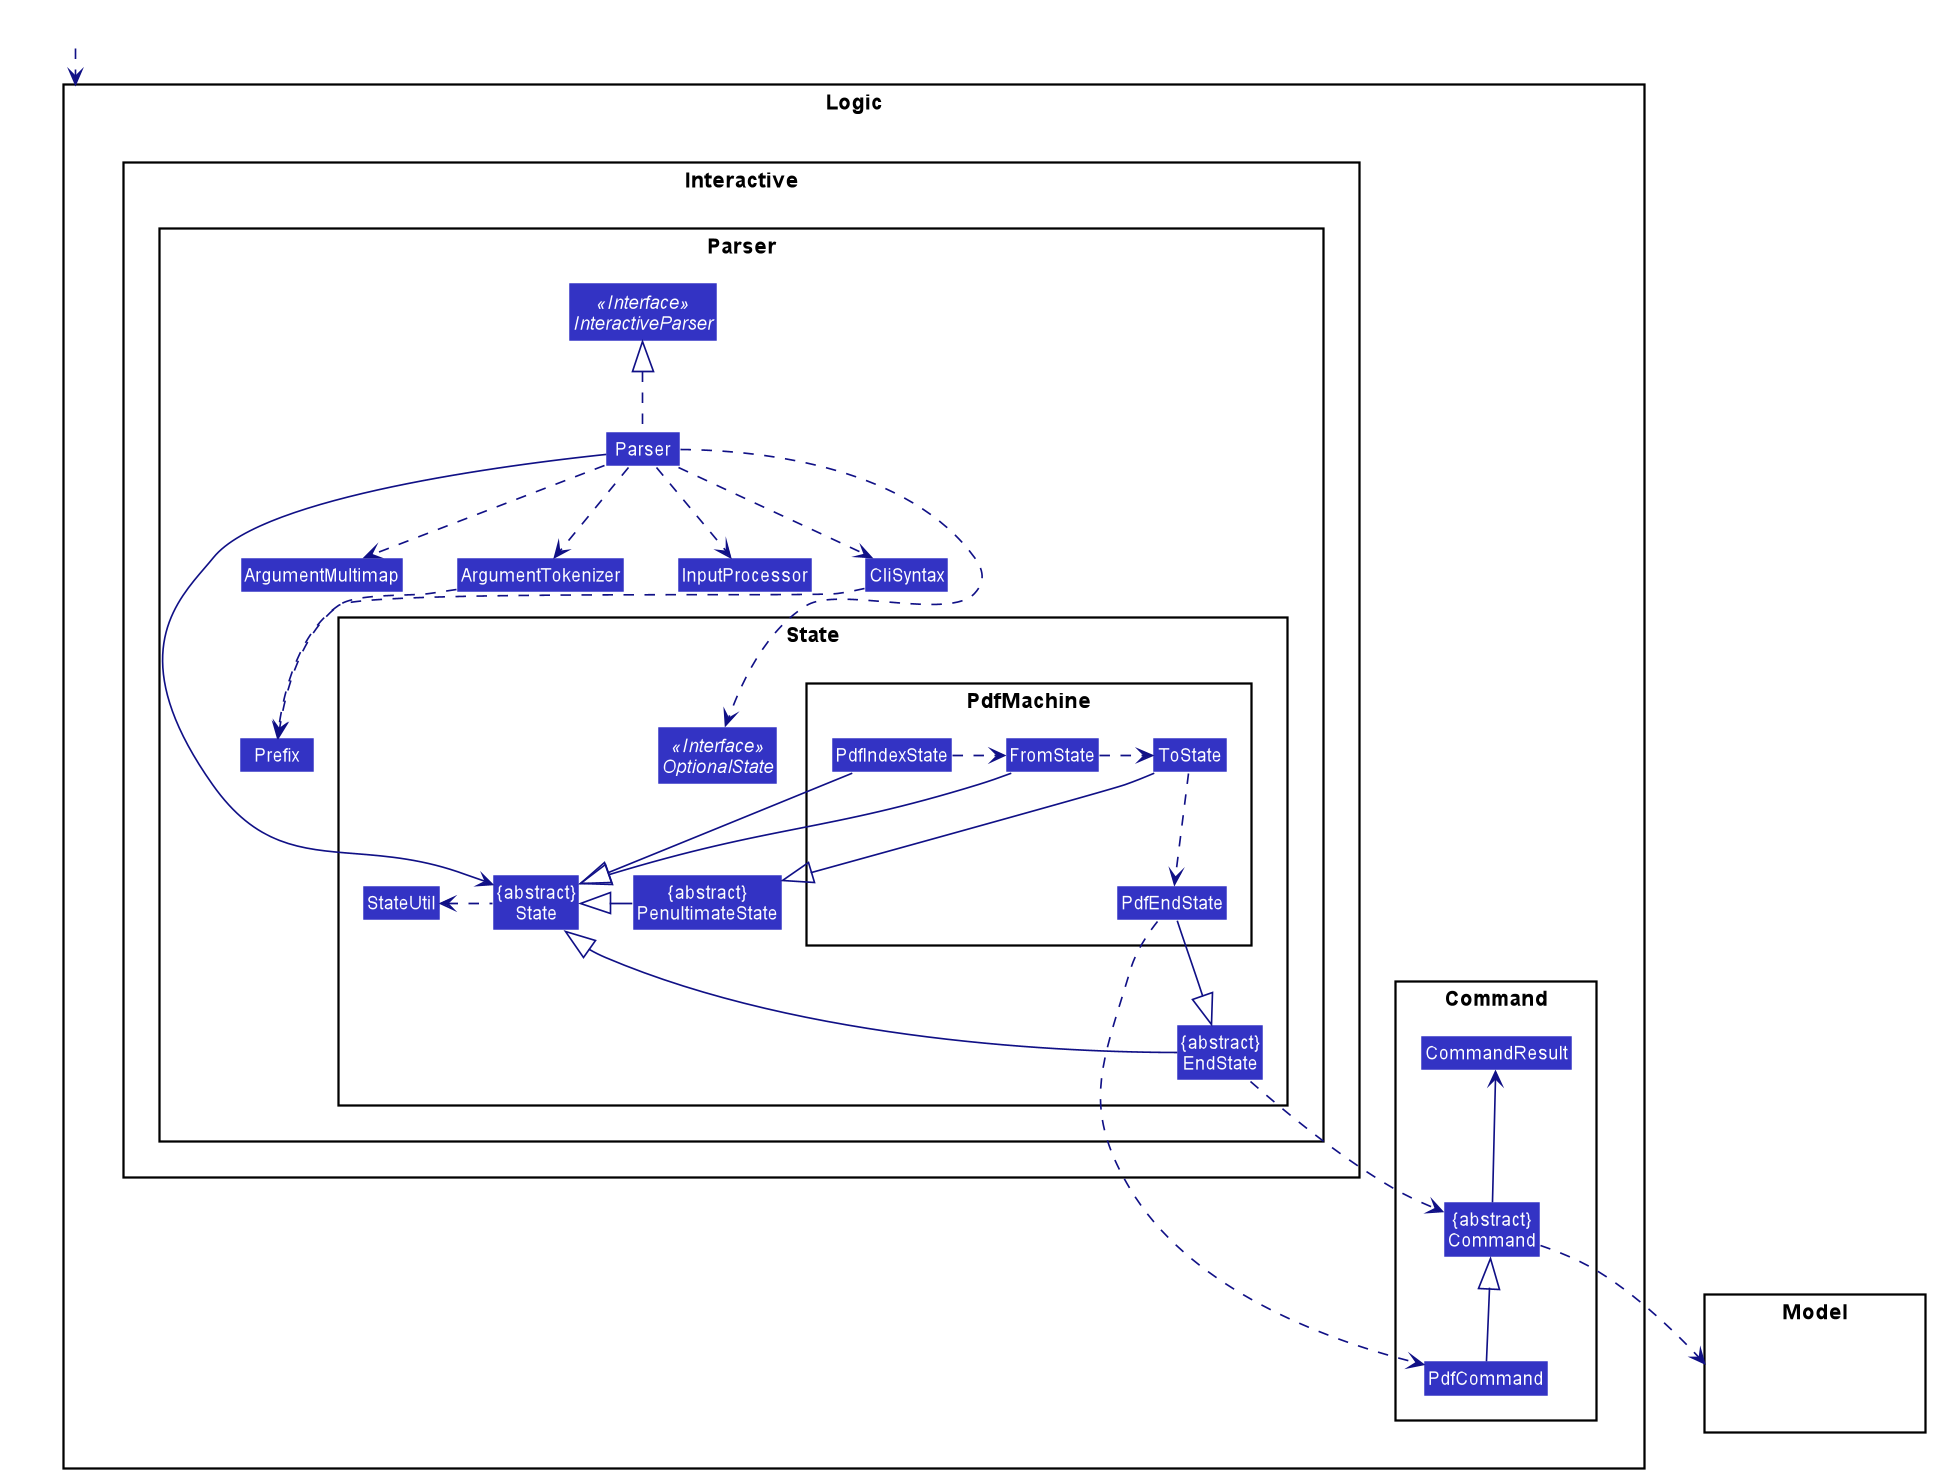 Logic
Interactive
Parser
«Interface»
InteractiveParser
Parser
ArgumentMultimap
ArgumentTokenizer
InputProcessor
CliSyntax
State
PdfMachine
Prefix
«Interface»
OptionalState
PdfIndexState
FromState
ToState
StateUtil
{abstract}
State
{abstract}
PenultimateState
PdfEndState
{abstract}
EndState
Command
CommandResult
{abstract}
Command
PdfCommand
Model